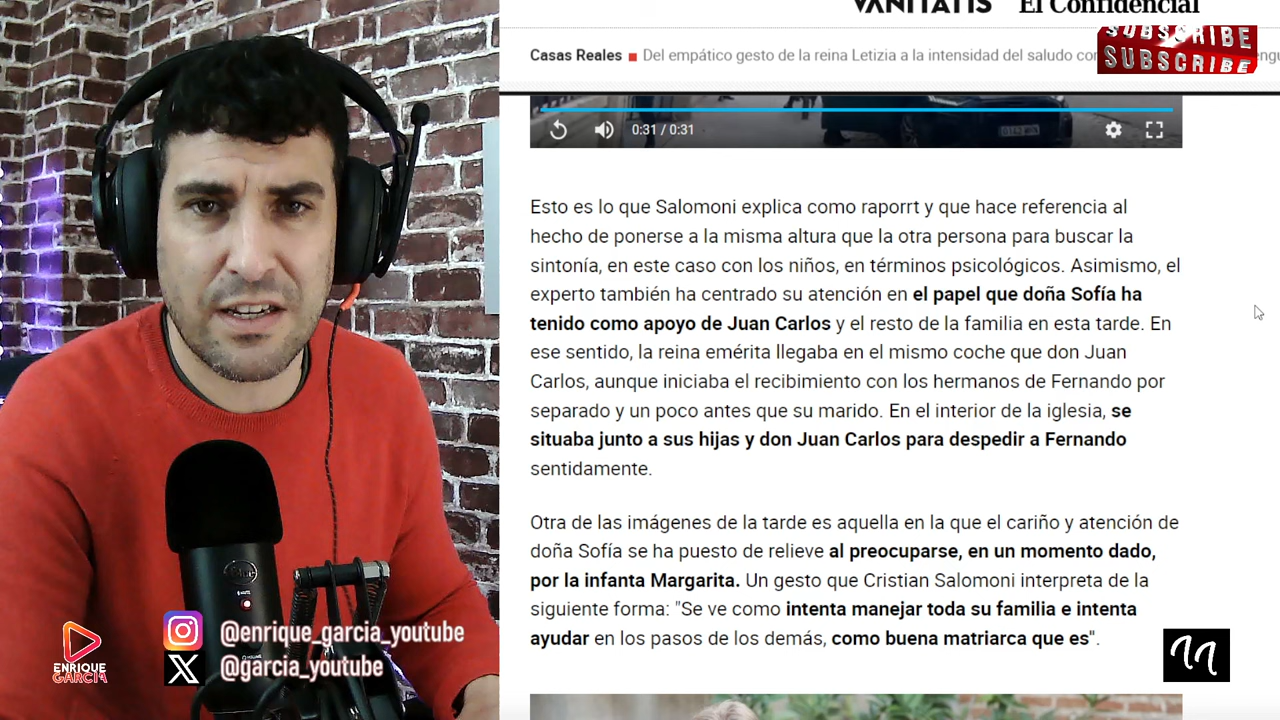 VANITATIS El Confidencial
SUBSCRIBE
SUBSCRIBE
Casas Reales ■ Del empático gesto de la reina Letizia a la intensidad del saludo
0:31 / 0:31
Esto es lo que Salomoni explica como raporrt y que hace referencia al
hecho de ponerse a la misma altura que la otra persona para buscar la
sintonía, en este caso con los niños, en términos psicológicos. Asimismo, el
experto también ha centrado su atención en el papel que doña Sofía ha
tenido como apoyo de Juan Carlos y el resto de la familia en esta tarde. En
ese sentido, la reina emérita llegaba en el mismo coche que don Juan
Carlos, aunque iniciaba el recibimiento con los hermanos de Fernando por
separado y un poco antes que su marido. En el interior de la iglesia, se
situaba junto a sus hijas y don Juan Carlos para despedir a Fernando
sentidamente.
Otra de las imágenes de la tarde es aquella en la que el cariño y atención de
doña Sofía se ha puesto de relieve al preocuparse, en un momento dado,
por la infanta Margarita. Un gesto que Cristian Salomoni interpreta de la
siguiente forma: "Se ve como intenta manejar toda su familia e intenta
ayudar en los pasos de los demás, como buena matriarca que es".
@enrique_garcia_youtube
@garcia_youtube
ENRIQUE
GARCIA